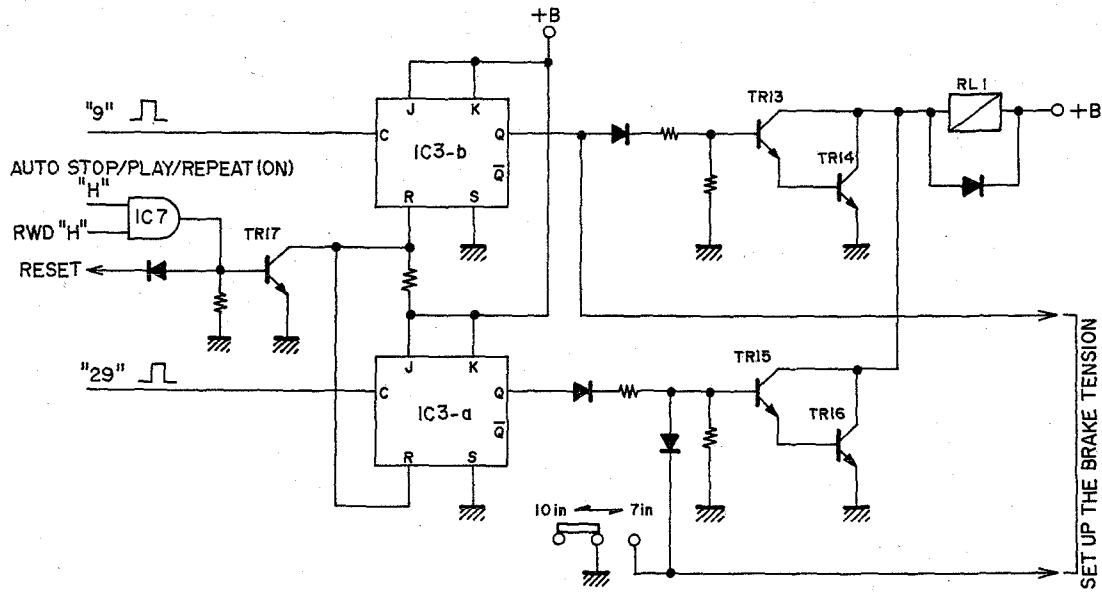 +B
"9"
J K
C Q
IC3-b
Q̅
R S
TR13
TR14
RL1
+B
AUTO STOP/PLAY/REPEAT(ON)
"H"
IC7
RWD "H"
TR17
RESET
"29"
J K
C Q
IC3-a
Q̅
R S
TR15
TR16
10in 7in
SET UP THE BRAKE TENSION